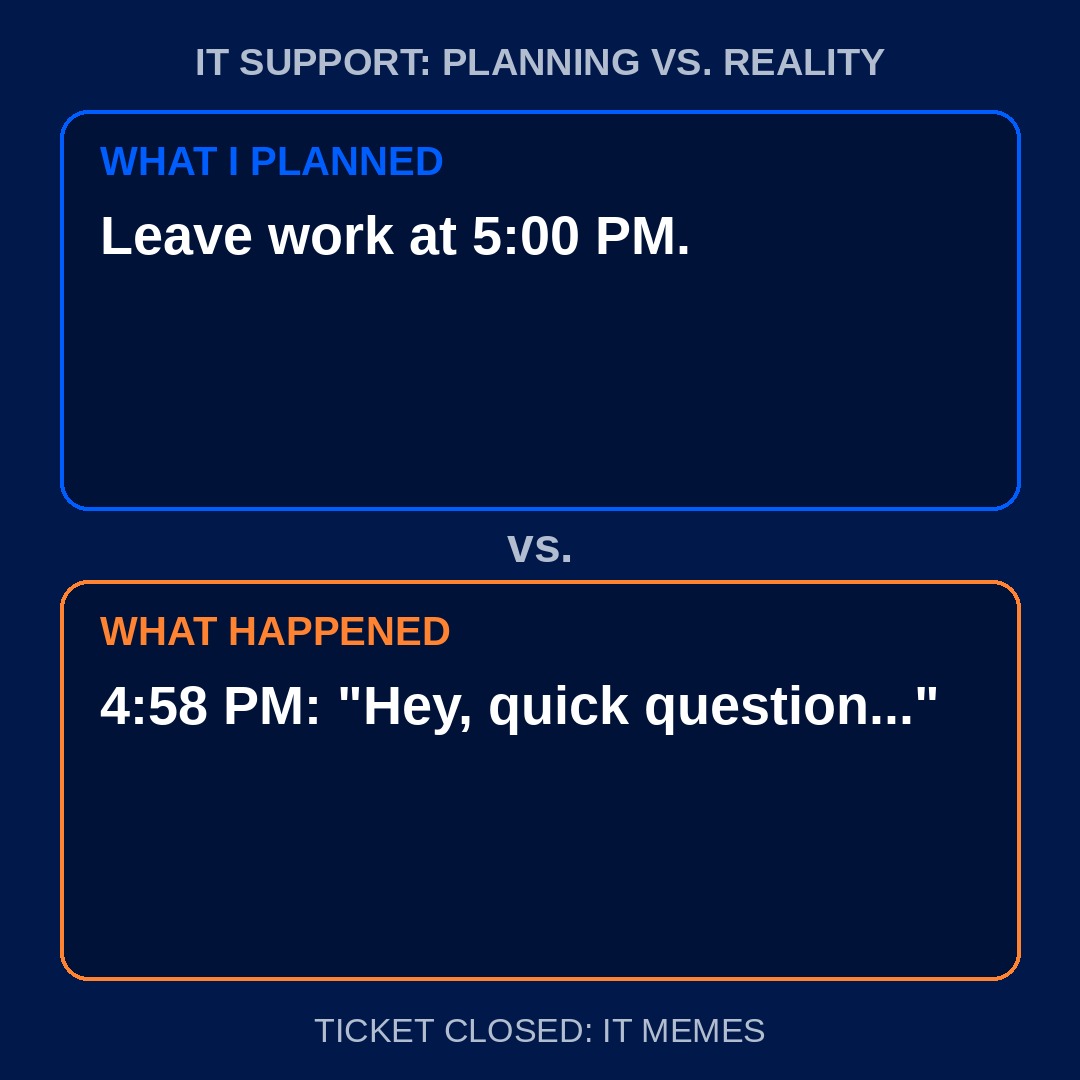 IT SUPPORT: PLANNING VS. REALITY
WHAT I PLANNED
Leave work at 5:00 PM.
vs.
WHAT HAPPENED
4:58 PM: "Hey, quick question..."
TICKET CLOSED: IT MEMES